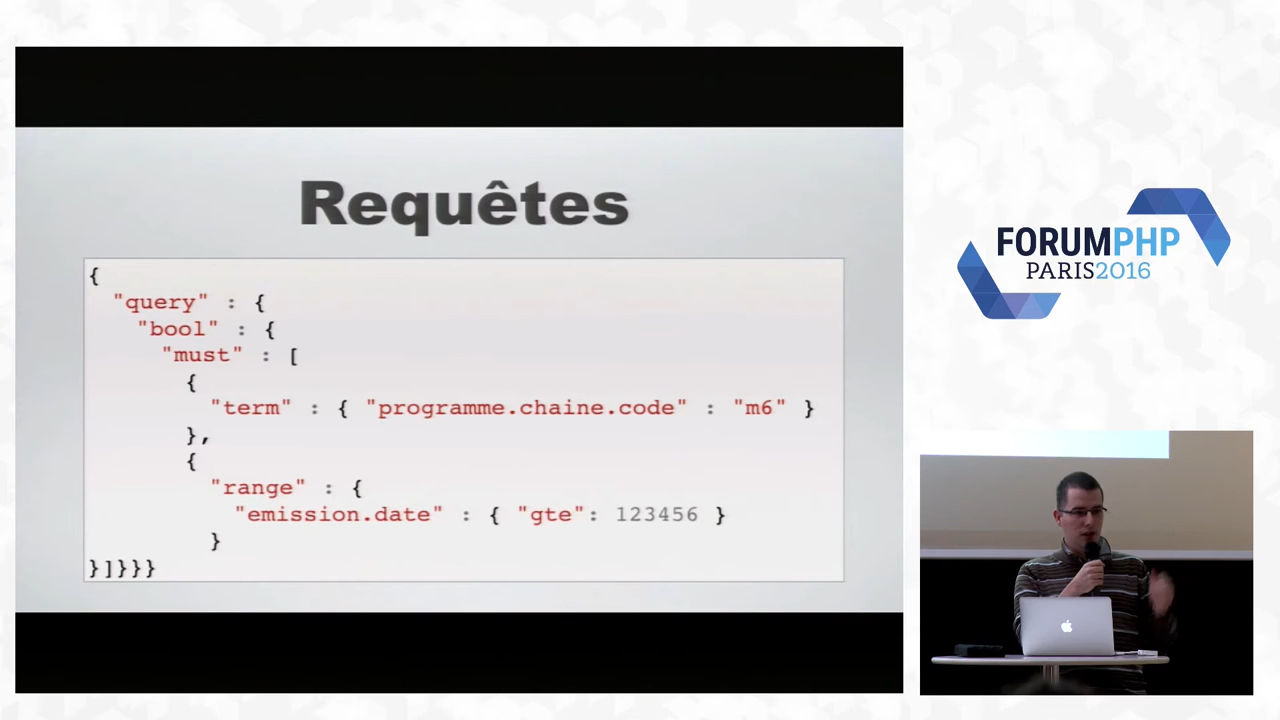 Requêtes
{
"query" : {
"bool" : {
"must" : [
{
"term" : { "programme.chaine.code" : "m6" }
},
{
"range" : {
"emission.date" : { "gte": 123456 }
}
}]}}}
FORUMPHP
PARIS2016